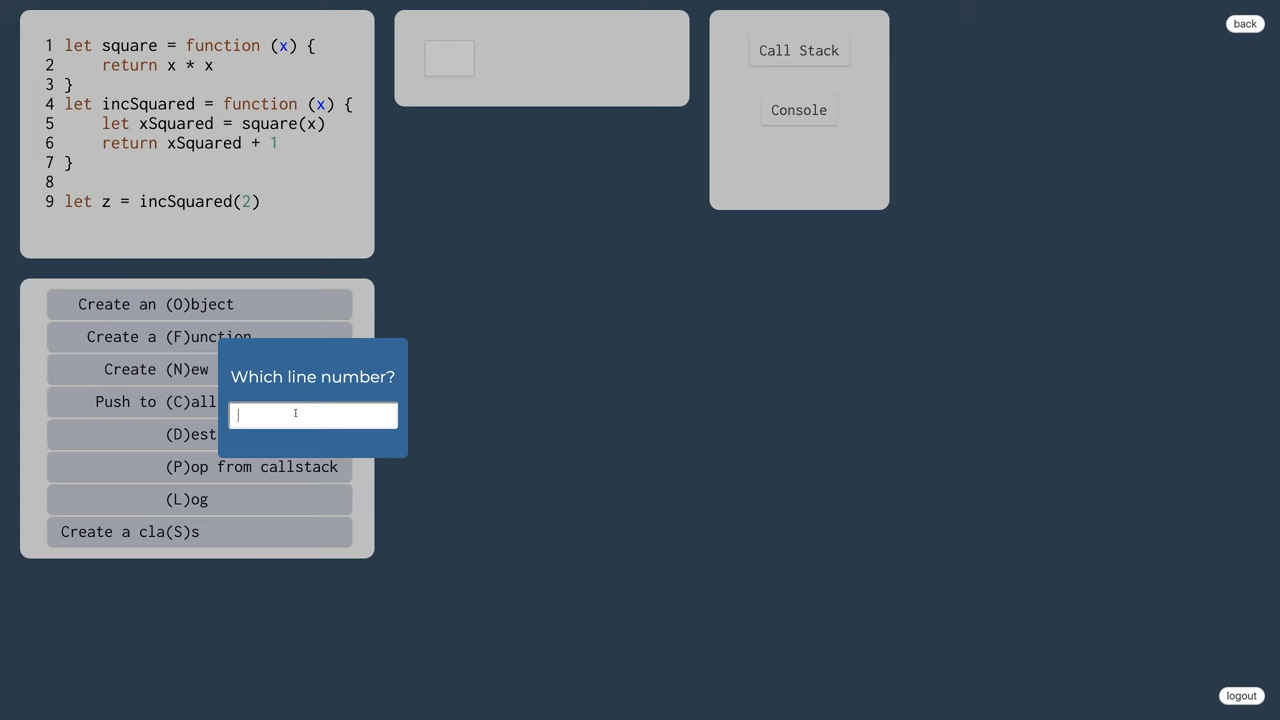 1 let square = function (x) {
2     return x * x
3 }
4 let incSquared = function (x) {
5     let xSquared = square(x)
6     return xSquared + 1
7 }
8
9 let z = incSquared(2)
Call Stack
Console
back
Create an (O)bject
Create a (F)unction
Create (N)ew
Push to (C)all
(D)est
(P)op from callstack
(L)og
Create a cla(S)s
Which line number?
logout